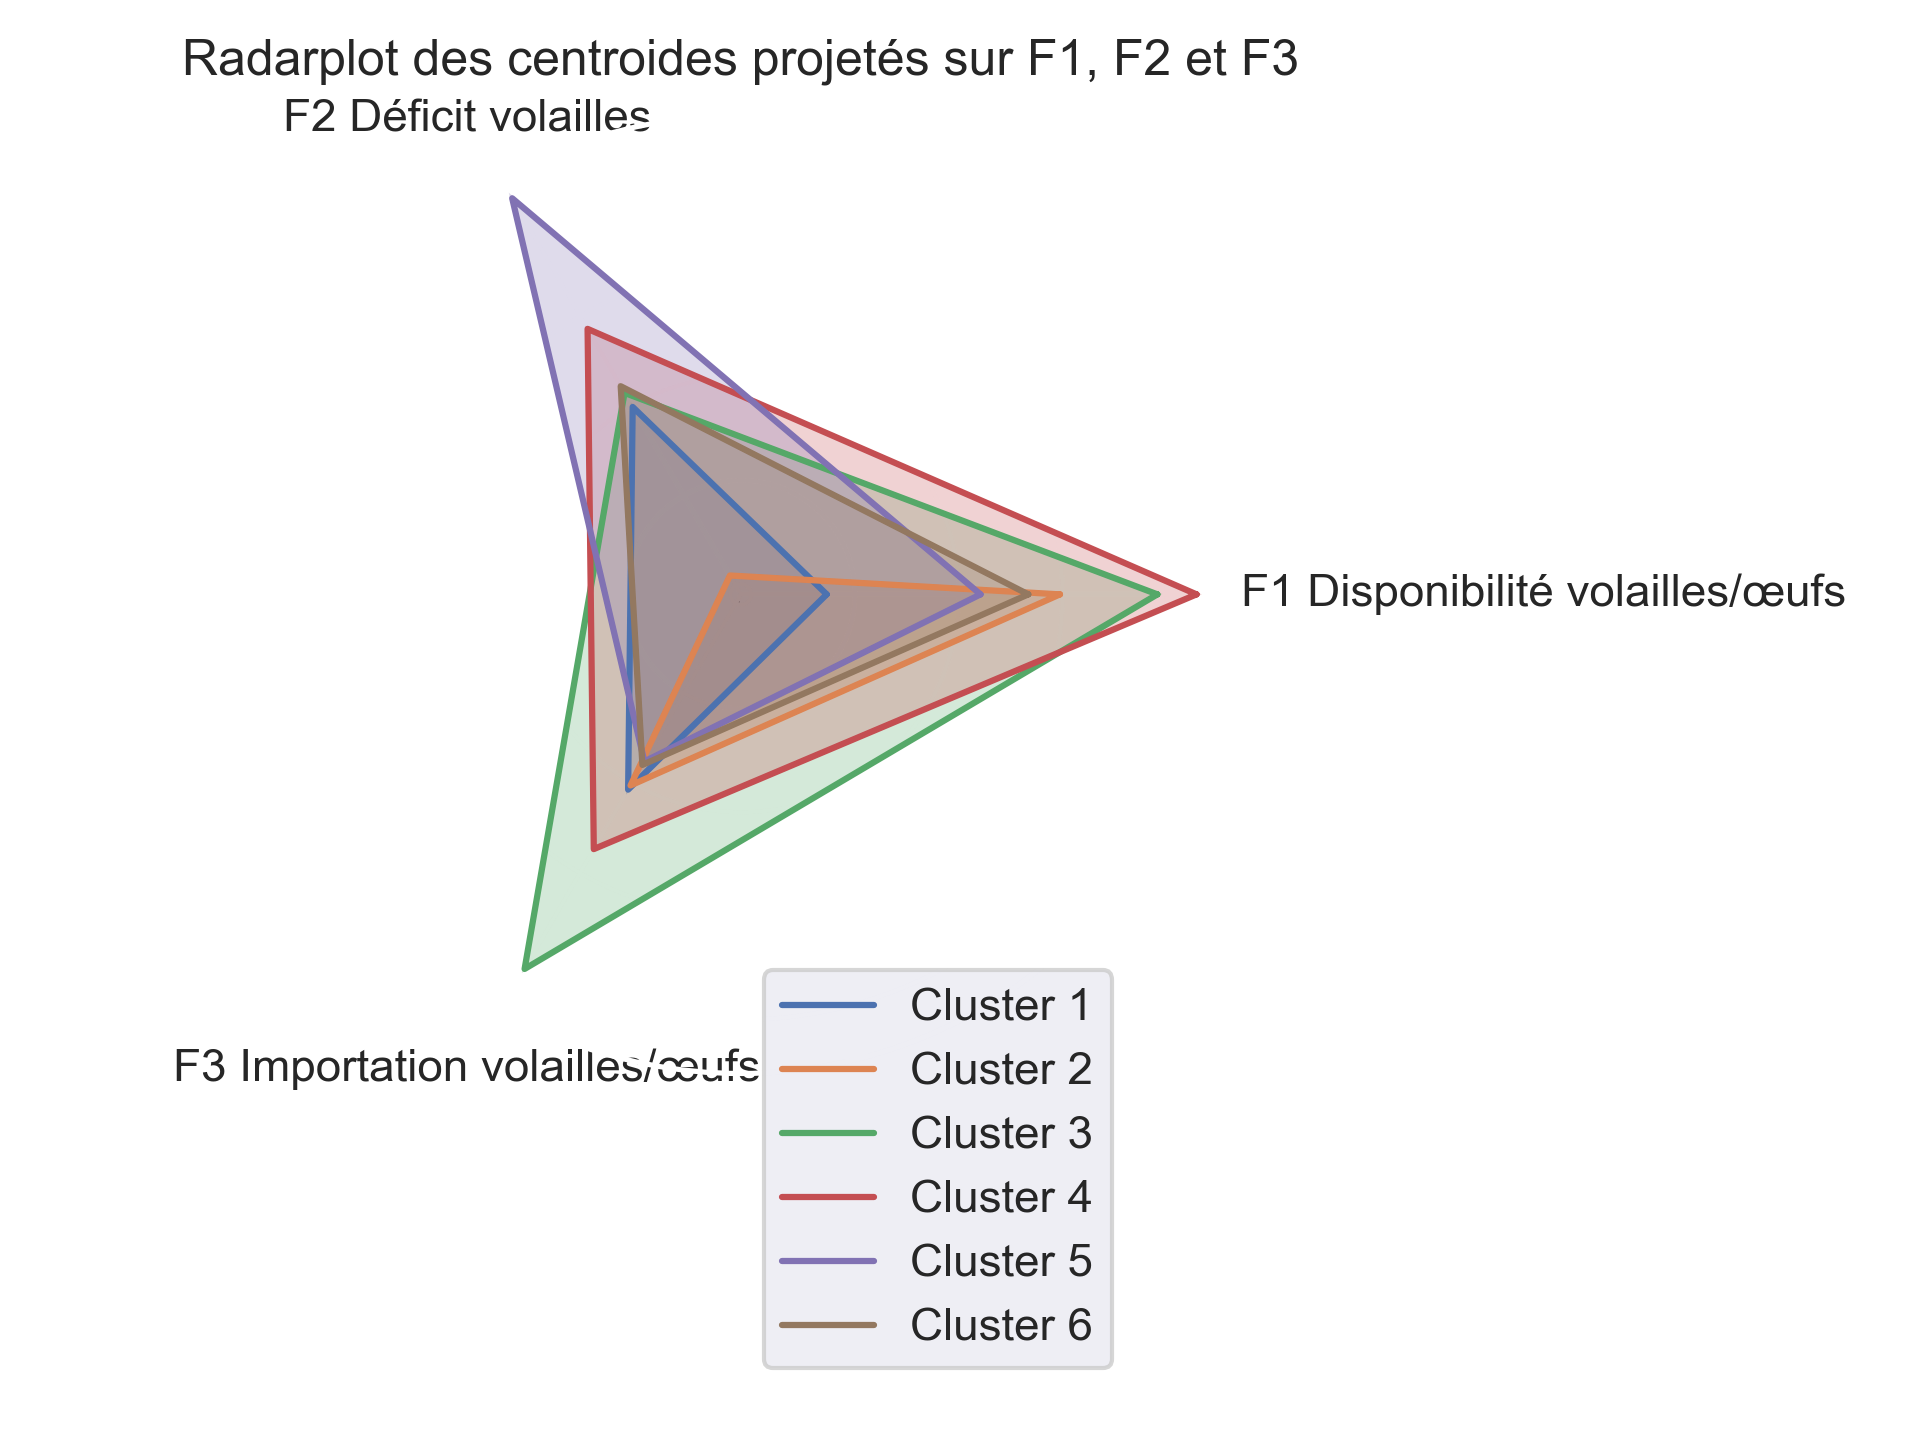 Radarplot des centroides projetés sur F1, F2 et F3
F2 Déficit volailles
F1 Disponibilité volailles/œufs
F3 Importation volailles/œufs
Cluster 1
Cluster 2
Cluster 3
Cluster 4
Cluster 5
Cluster 6